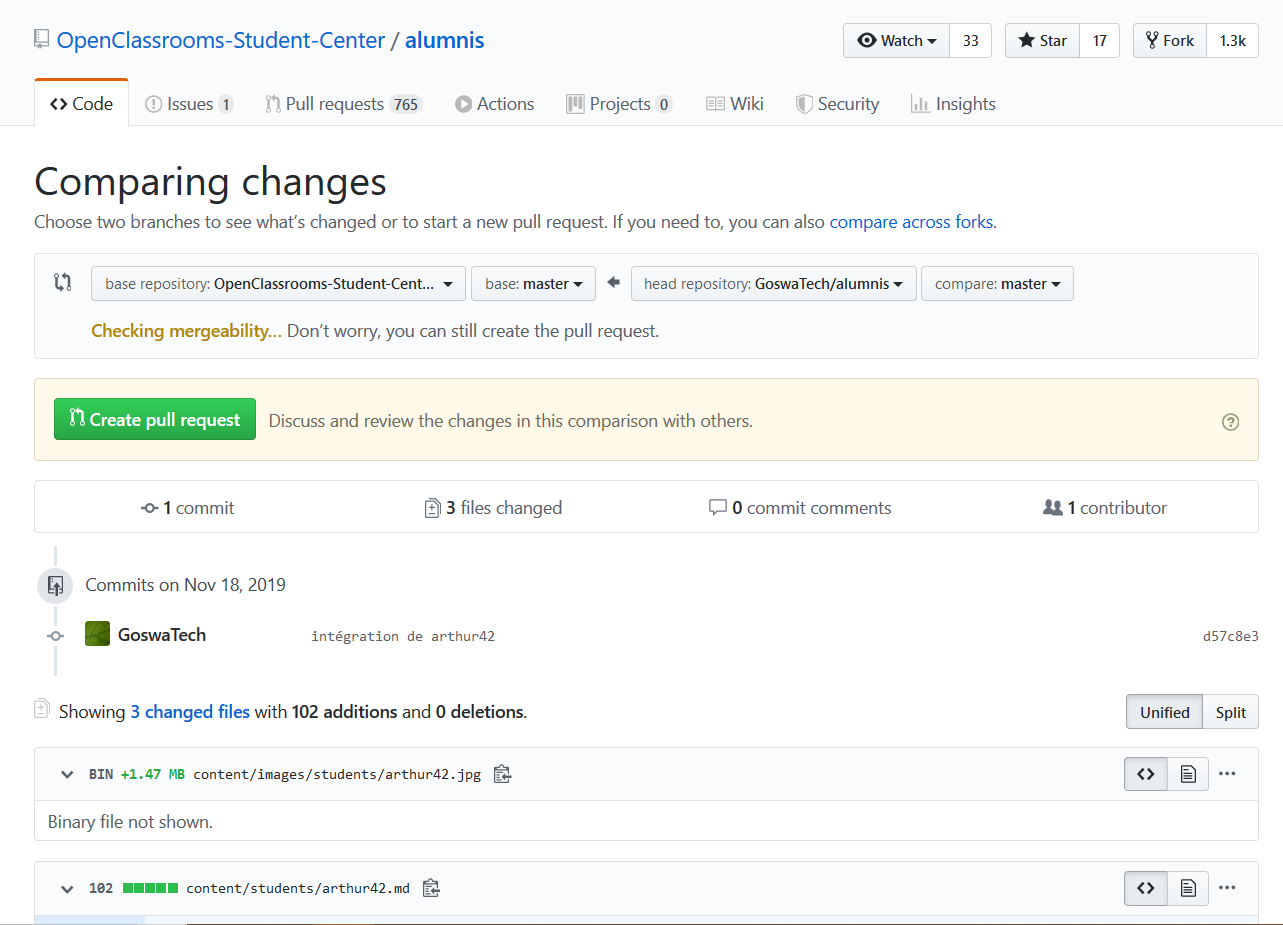 OpenClassrooms-Student-Center / alumnis
Watch 33 Star 17 Fork 1.3k
Code Issues 1 Pull requests 765 Actions Projects 0 Wiki Security Insights
Comparing changes
Choose two branches to see what's changed or to start a new pull request. If you need to, you can also compare across forks.
base repository: OpenClassrooms-Student-Cent... base: master head repository: GoswaTech/alumnis compare: master
Checking mergeability... Don't worry, you can still create the pull request.
Create pull request Discuss and review the changes in this comparison with others.
1 commit 3 files changed 0 commit comments 1 contributor
Commits on Nov 18, 2019
GoswaTech intégration de arthur42 d57c8e3
Showing 3 changed files with 102 additions and 0 deletions. Unified Split
BIN +1.47 MB content/images/students/arthur42.jpg
Binary file not shown.
102 content/students/arthur42.md